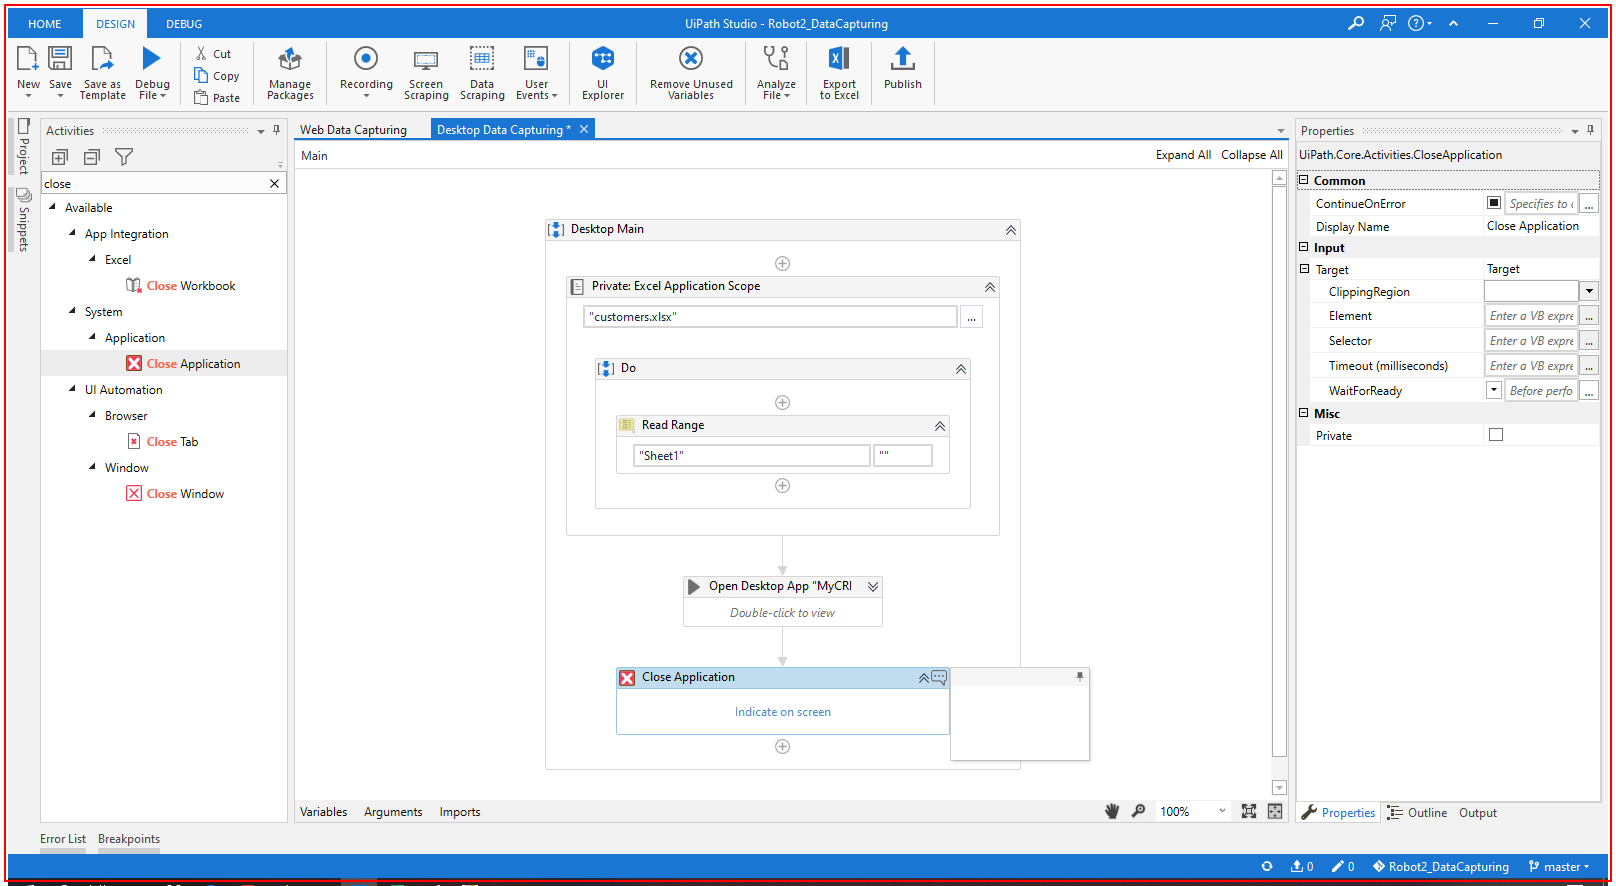 HOME DESIGN DEBUG UiPath Studio - Robot2_DataCapturing
New
Save
Save as Template
Debug File
Cut
Copy
Paste
Manage Packages
Recording
Screen Scraping
Data Scraping
User Events
UI Explorer
Remove Unused Variables
Analyze File
Export to Excel
Publish
Project
Snippets
Activities
close
Available
App Integration
Excel
Close Workbook
System
Application
Close Application
UI Automation
Browser
Close Tab
Window
Close Window
Web Data Capturing Desktop Data Capturing *
Main Expand All Collapse All
Desktop Main
Private: Excel Application Scope
"customers.xlsx" ...
Do
Read Range
"Sheet1" ""
Open Desktop App "MyCRI
Double-click to view
Close Application
Indicate on screen
Variables Arguments Imports 100%
Properties
UiPath.Core.Activities.CloseApplication
Common
ContinueOnError Specifies to ...
Display Name Close Application
Input
Target Target
ClippingRegion
Element Enter a VB expre ...
Selector Enter a VB expre ...
Timeout (milliseconds) Enter a VB expre ...
WaitForReady Before perfo ...
Misc
Private
Properties Outline Output
Error List Breakpoints
0 0 Robot2_DataCapturing master